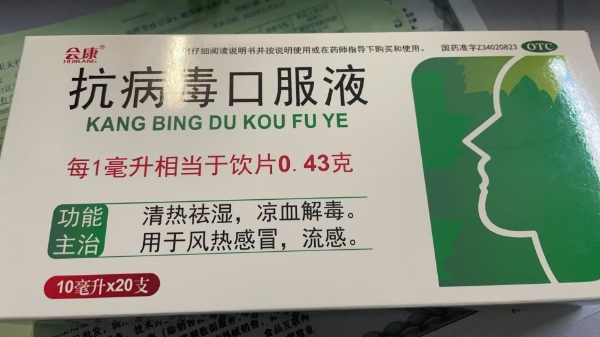 会康
HUIKANG
仔细阅读说明书并按说明使用或在药师指导下购买和使用。
国药准字Z34020823
OTC
抗病毒口服液
KANG BING DU KOU FU YE
每1毫升相当于饮片0.43克
功能
主治
清热祛湿，凉血解毒。
用于风热感冒，流感。
10毫升x20支